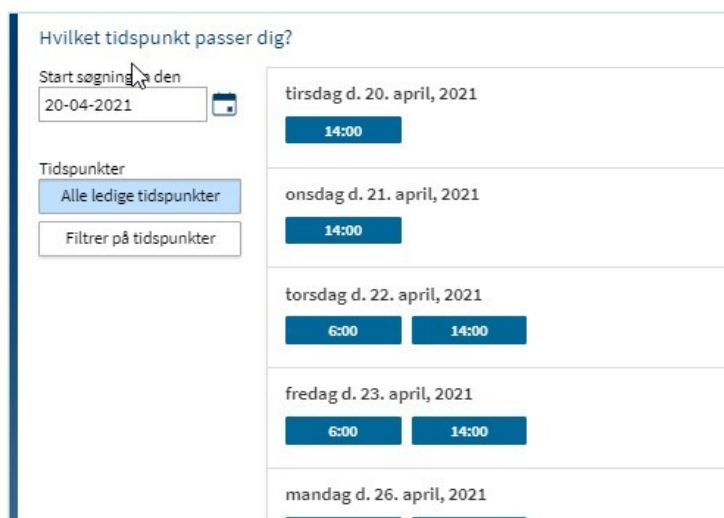 Hvilket tidspunkt passer dig?
Start søgning a den
20-04-2021
Tidspunkter
Alle ledige tidspunkter
Filtrer på tidspunkter
tirsdag d. 20. april, 2021
14:00
onsdag d. 21. april, 2021
14:00
torsdag d. 22. april, 2021
6:00 14:00
fredag d. 23. april, 2021
6:00 14:00
mandag d. 26. april, 2021